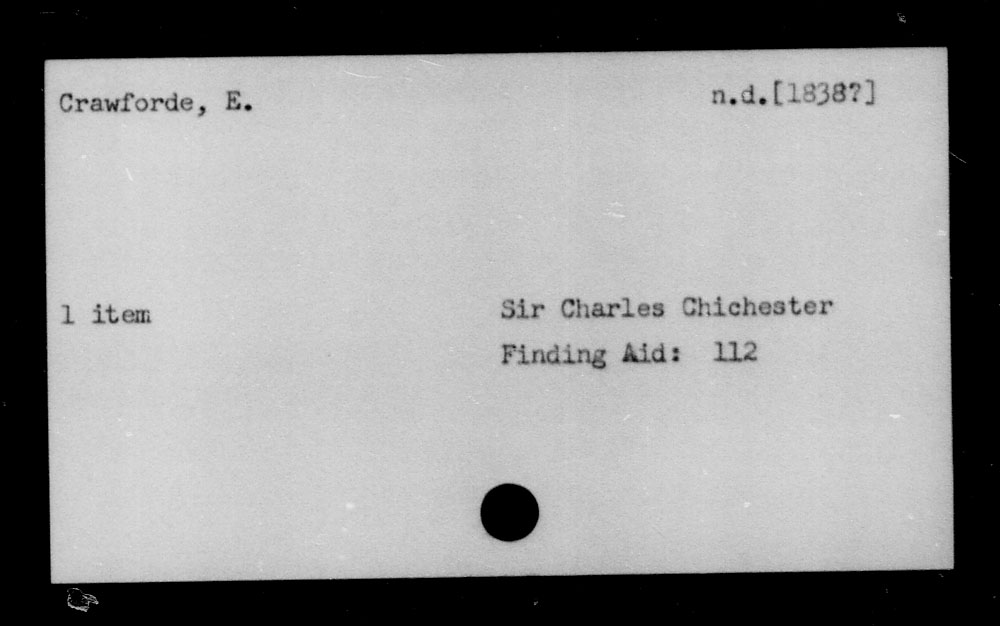 Crawforde, E.
n.d.[1838?]
1 item
Sir Charles Chichester
Finding Aid: 112